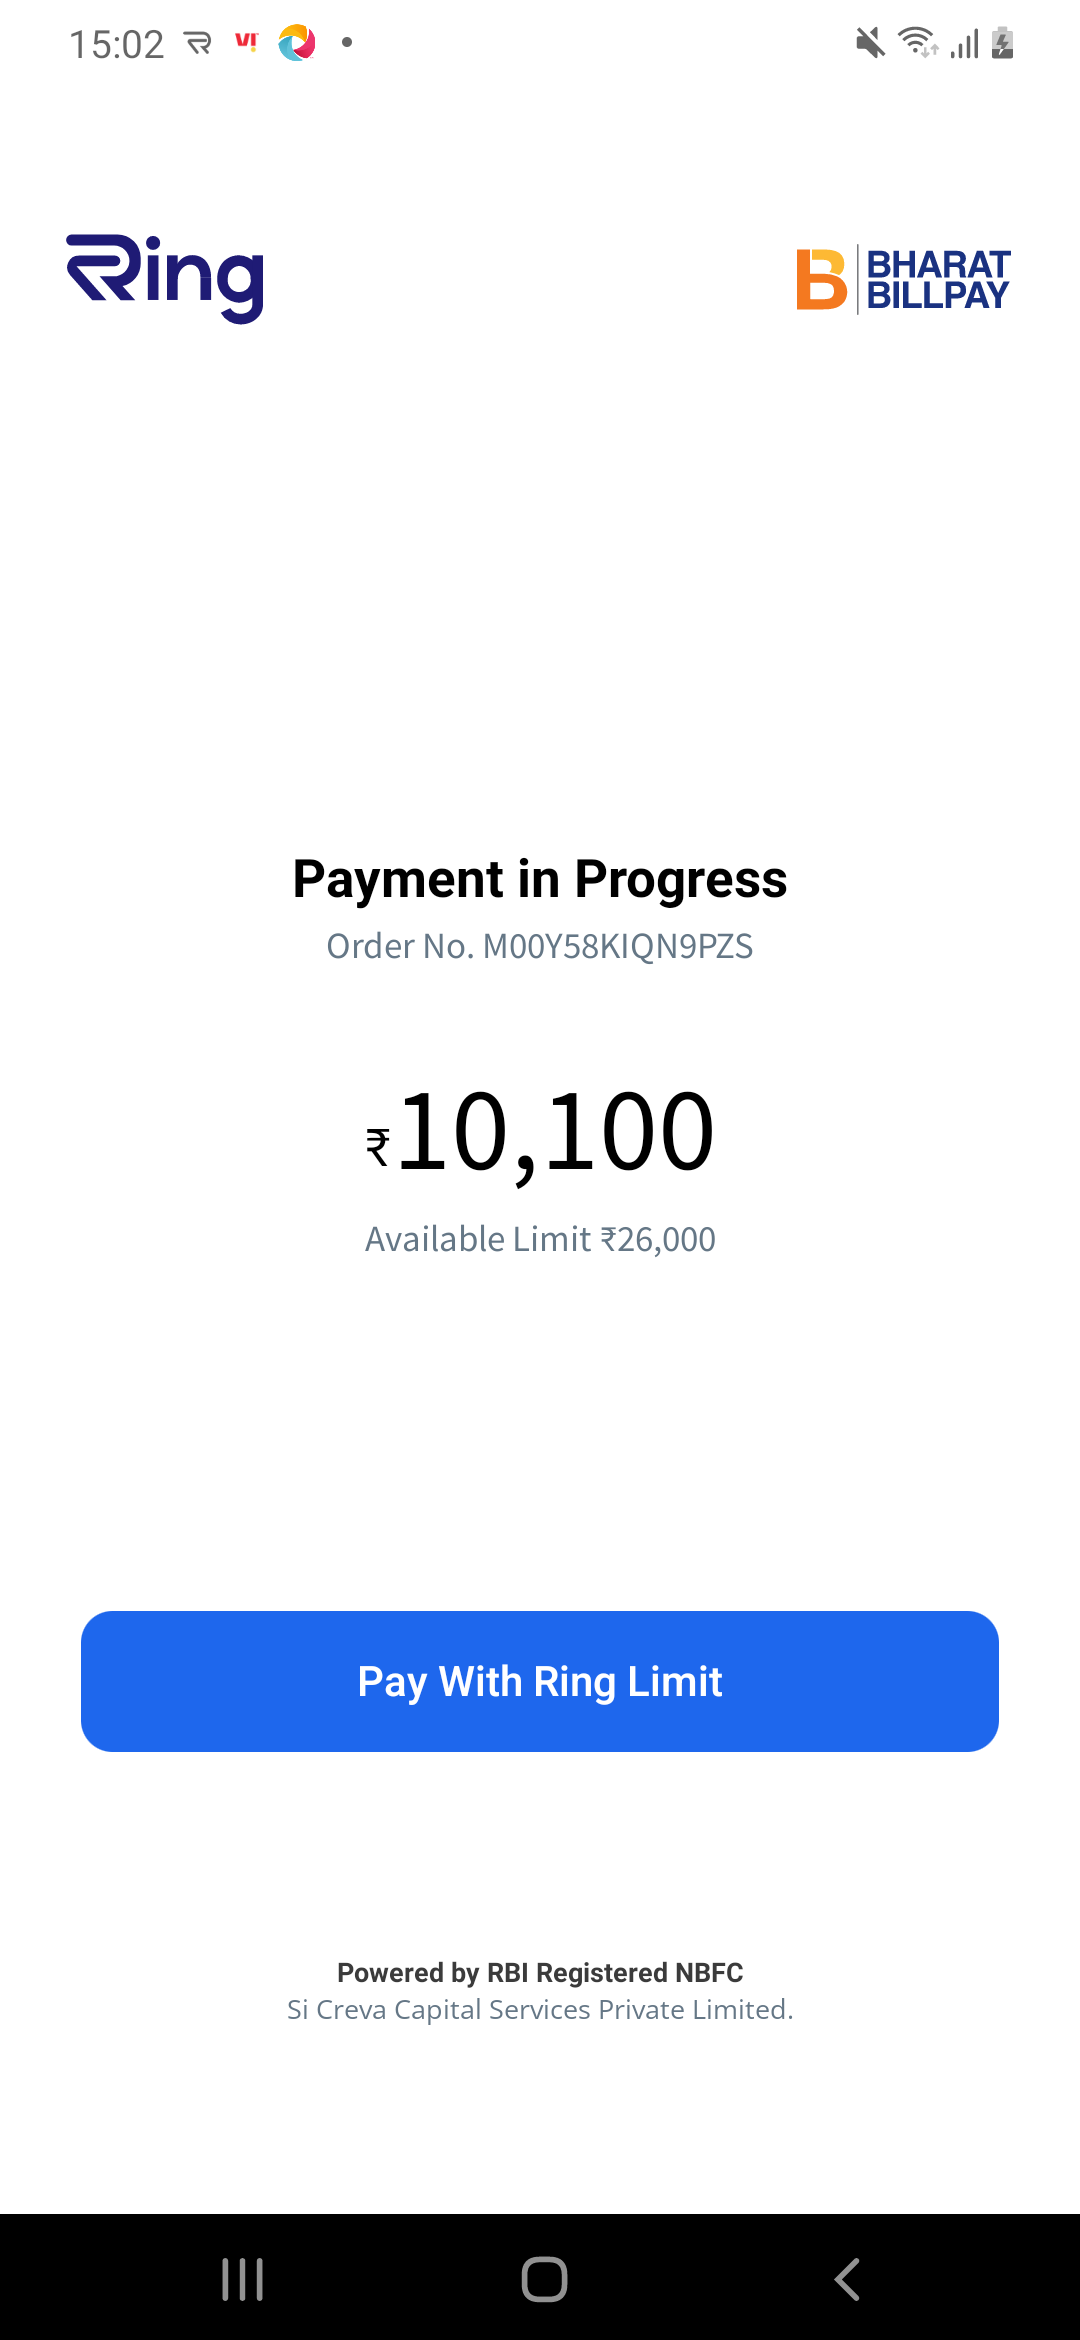 15:02
Ring
BHARAT
BILLPAY
Payment in Progress
Order No. M00Y58KIQN9PZS
₹10,100
Available Limit ₹26,000
Pay With Ring Limit
Powered by RBI Registered NBFC
Si Creva Capital Services Private Limited.